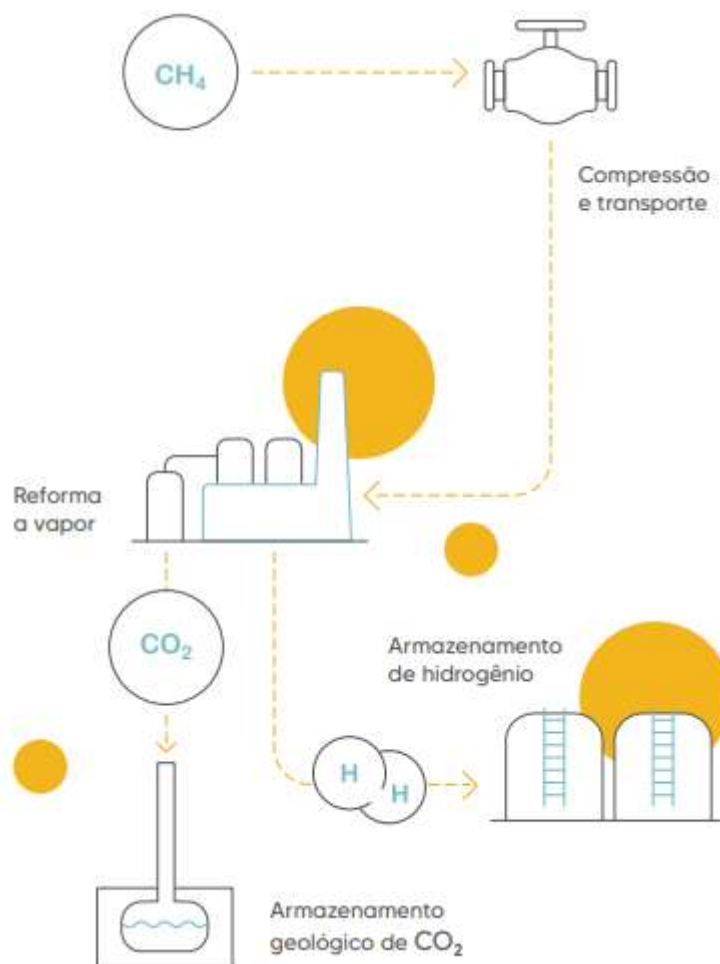 CH₄
Compressão
e transporte
Reforma
a vapor
CO₂
Armazenamento
de hidrogênio
H
H
Armazenamento
geológico de CO₂